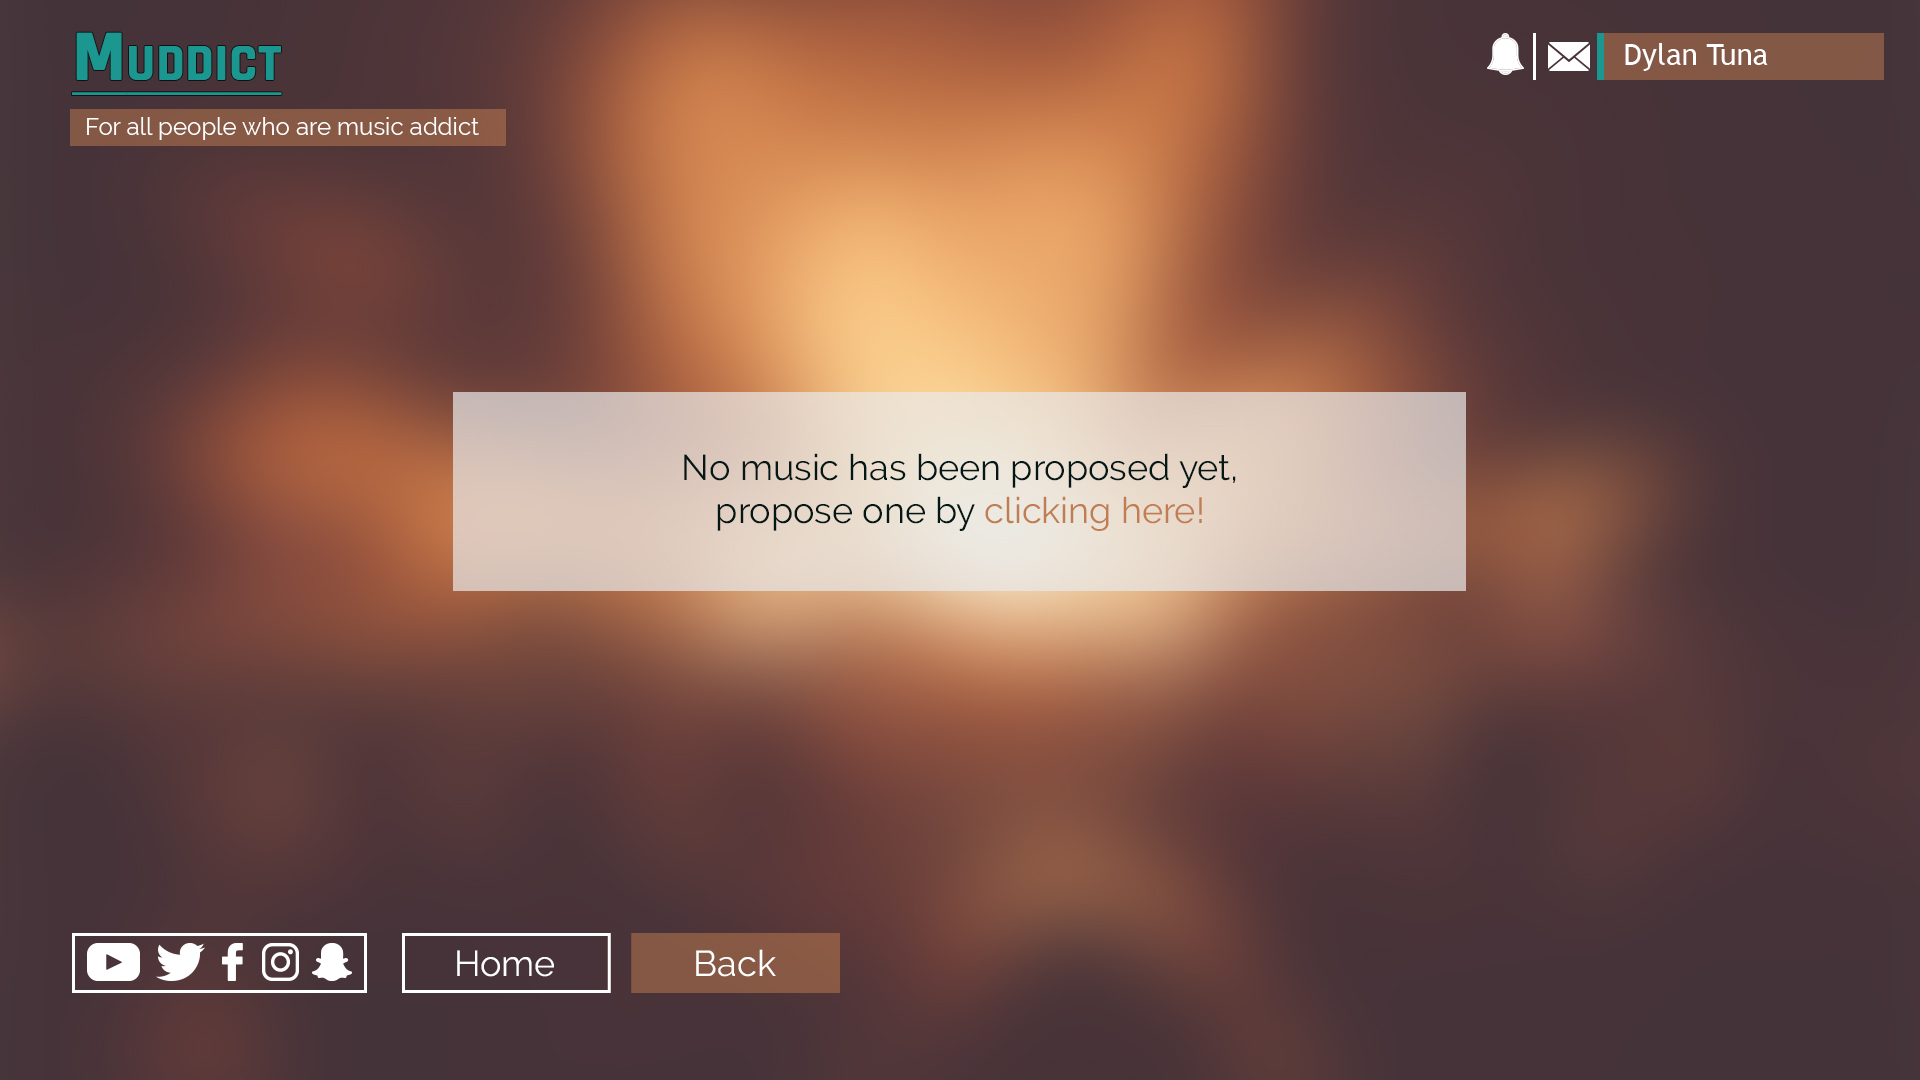 Muddict
For all people who are music addict
Dylan Tuna
No music has been proposed yet,
propose one by clicking here!
Home
Back